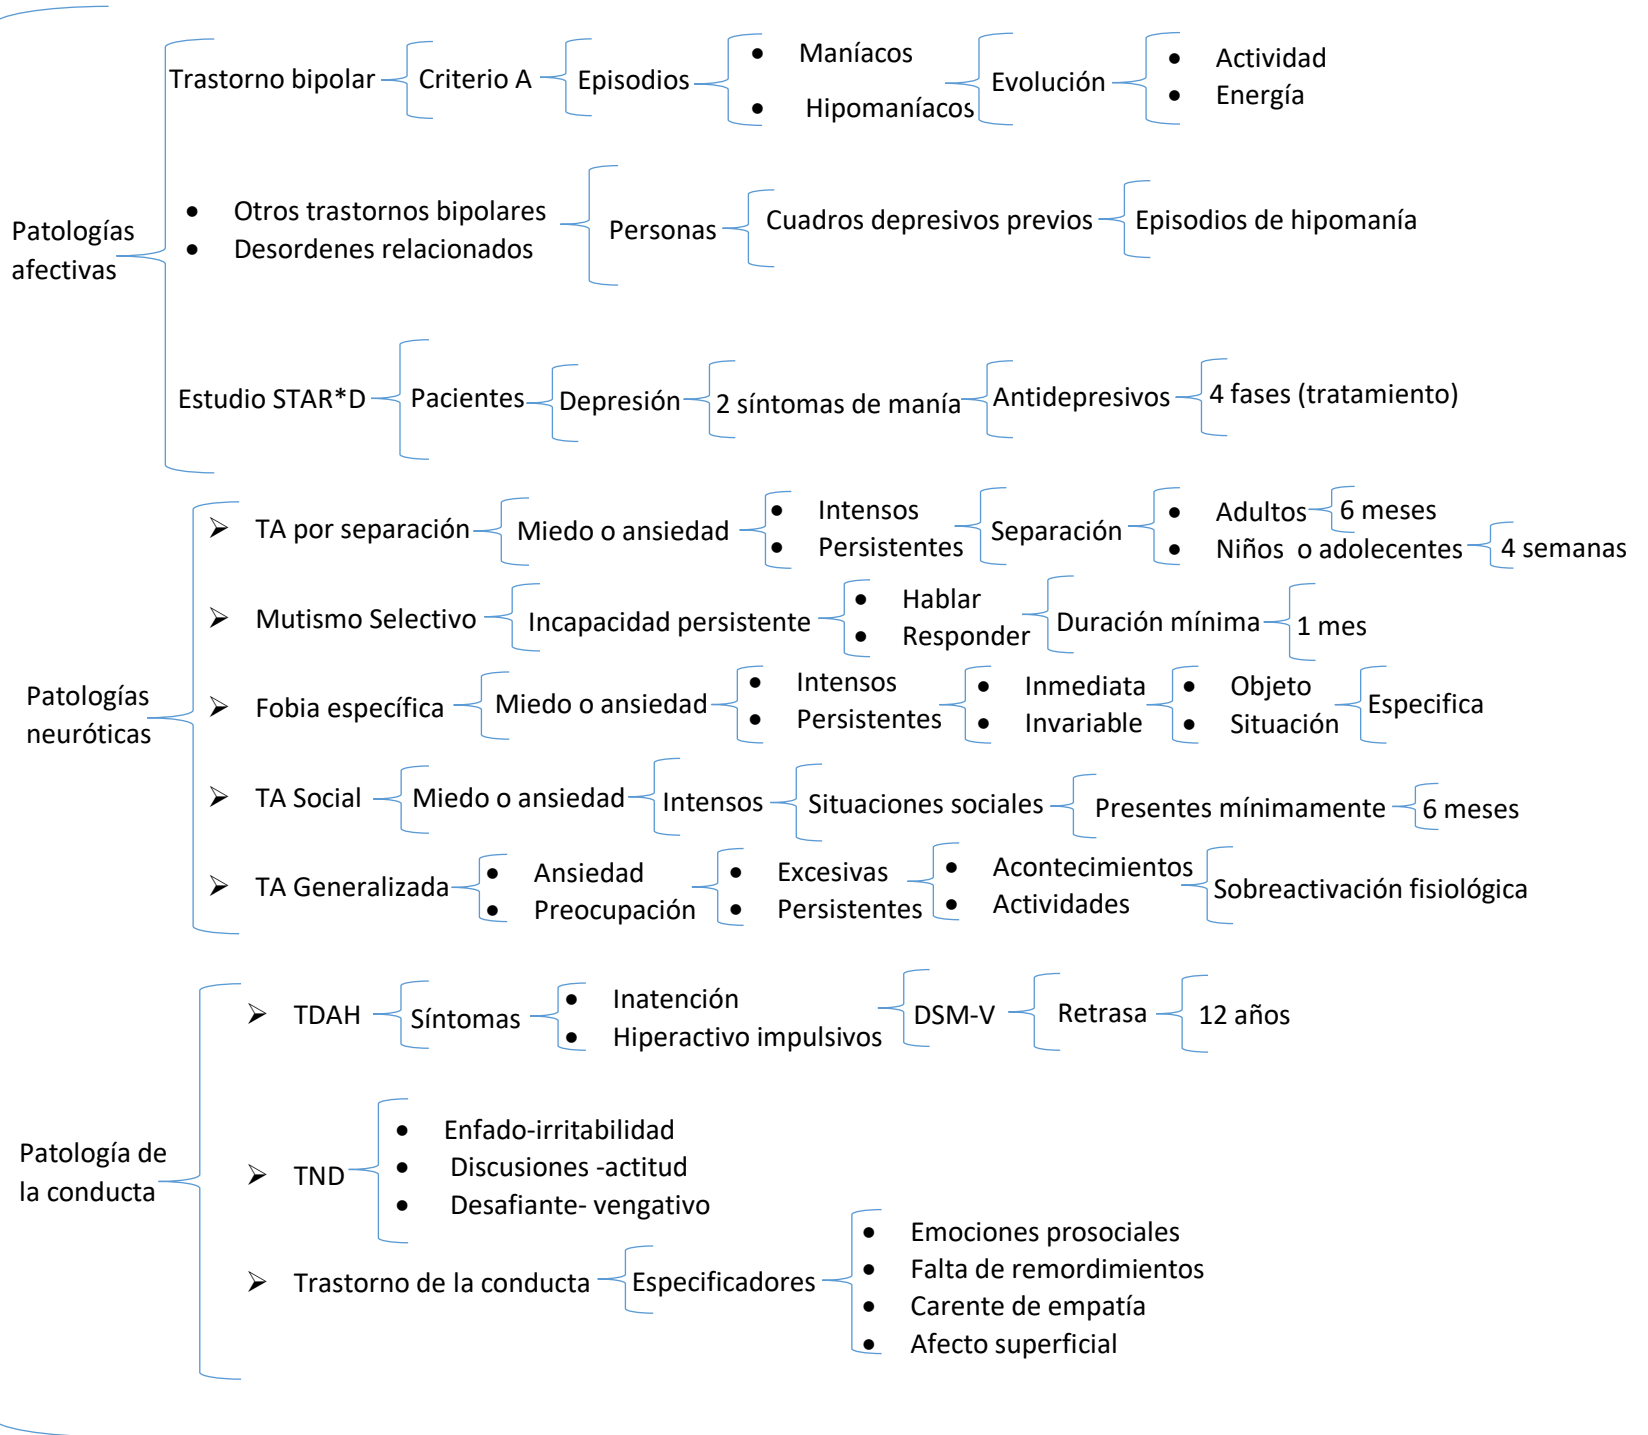 Patologías
afectivas
Trastorno bipolar
Criterio A
Episodios
• Maníacos
• Hipomaníacos
Evolución
• Actividad
• Energía
• Otros trastornos bipolares
• Desordenes relacionados
Personas
Cuadros depresivos previos
Episodios de hipomanía
Estudio STAR*D
Pacientes
Depresión
2 síntomas de manía
Antidepresivos
4 fases (tratamiento)
Patologías
neuróticas
➢ TA por separación
Miedo o ansiedad
• Intensos
• Persistentes
Separación
• Adultos
6 meses
• Niños o adolecentes
4 semanas
➢ Mutismo Selectivo
Incapacidad persistente
• Hablar
• Responder
Duración mínima
1 mes
➢ Fobia específica
Miedo o ansiedad
• Intensos
• Persistentes
• Inmediata
• Invariable
• Objeto
• Situación
Especifica
➢ TA Social
Miedo o ansiedad
Intensos
Situaciones sociales
Presentes mínimamente
6 meses
➢ TA Generalizada
• Ansiedad
• Preocupación
• Excesivas
• Persistentes
• Acontecimientos
• Actividades
Sobreactivación fisiológica
Patología de
la conducta
➢ TDAH
Síntomas
• Inatención
• Hiperactivo impulsivos
DSM-V
Retrasa
12 años
➢ TND
• Enfado-irritabilidad
• Discusiones -actitud
• Desafiante- vengativo
➢ Trastorno de la conducta
Especificadores
• Emociones prosociales
• Falta de remordimientos
• Carente de empatía
• Afecto superficial